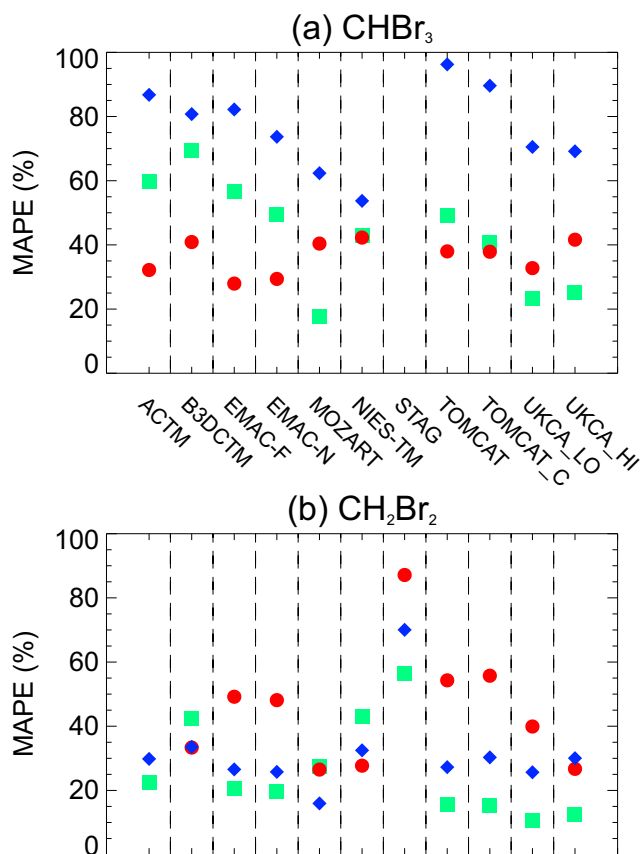 (a) CHBr₃
100
80
60
40
20
0
MAPE (%)
ACTM
B3DCTM
EMAC-F
EMAC-N
MOZART
NIES-TM
STAG
TOMCAT
TOMCAT_C
UKCA_LO
UKCA_HI
(b) CH₂Br₂
100
80
60
40
20
0
MAPE (%)